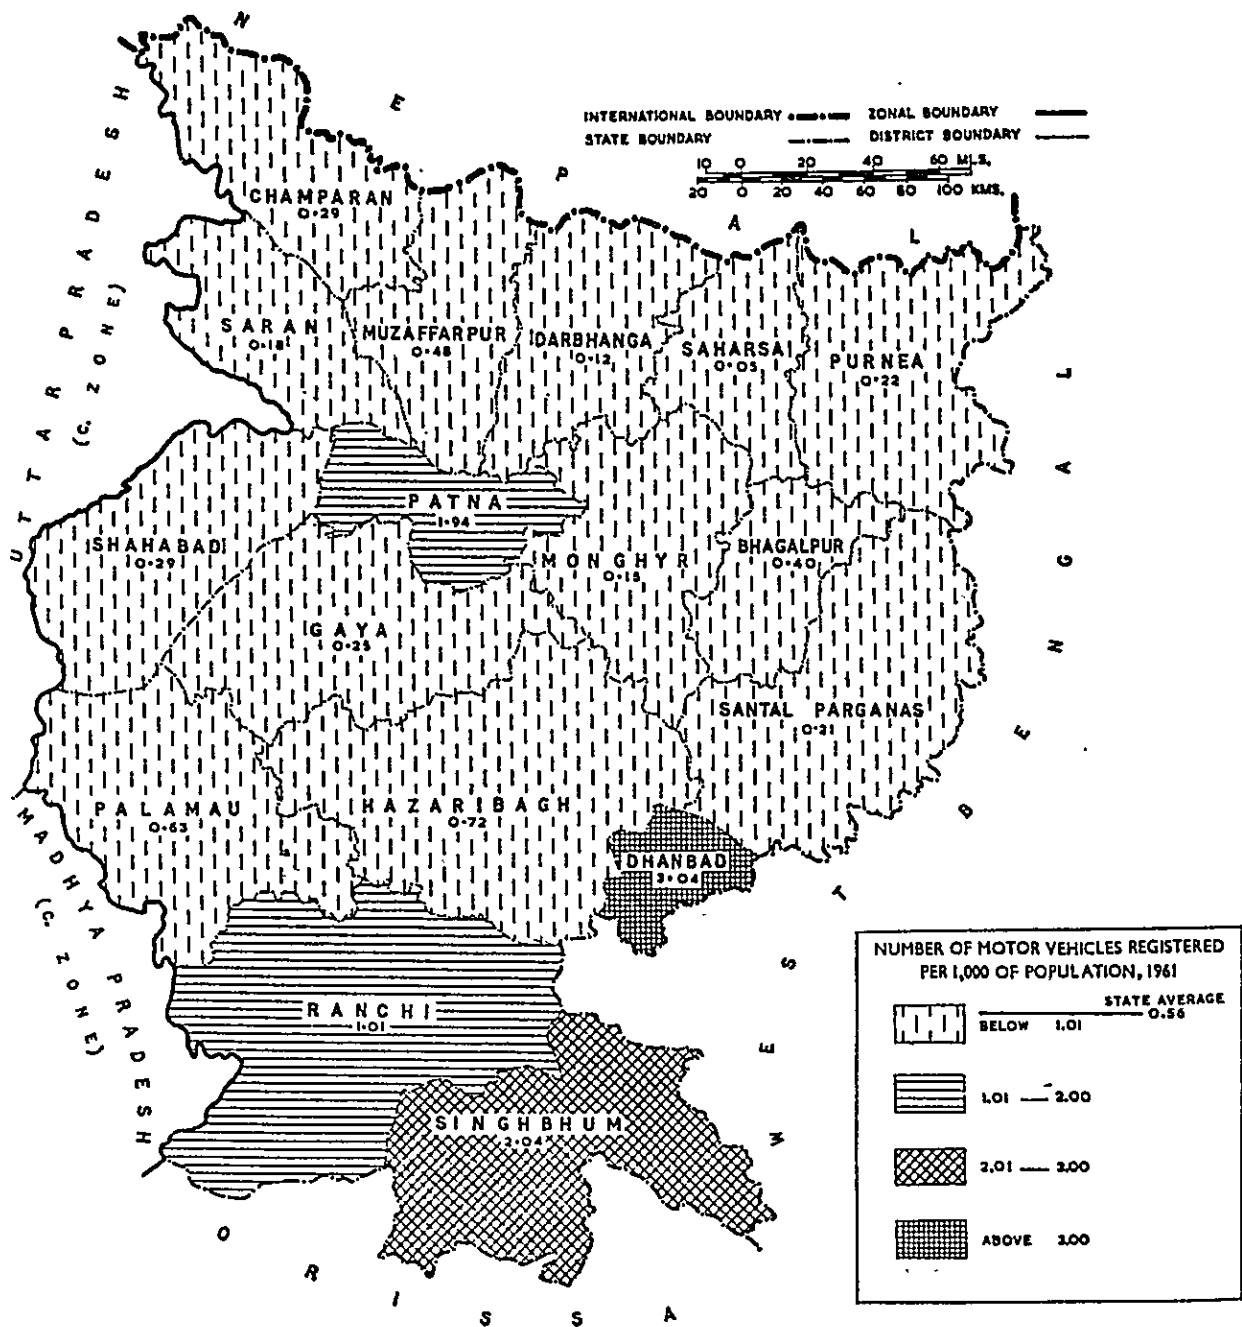 NEPAL
INTERNATIONAL BOUNDARY ZONAL BOUNDARY
STATE BOUNDARY DISTRICT BOUNDARY
10 0 20 40 60 MLS.
20 0 20 40 60 80 100 KMS.
UTTAR PRADESH
(C. ZONE)
CHAMPARAN
0·29
SARAN
0·18
MUZAFFARPUR
0·48
DARBHANGA
0·12
SAHARSA
0·05
PURNEA
0·22
PATNA
1·94
SHAHABAD
0·29
MONGHYR
0·15
BHAGALPUR
0·40
GAYA
0·25
SANTAL PARGANAS
0·21
PALAMAU
0·63
HAZARIBAGH
0·72
DHANBAD
3·04
WEST BENGAL
MADHYA PRADESH
(C. ZONE)
RANCHI
1·01
SINGHBHUM
2·04
ORISSA
NUMBER OF MOTOR VEHICLES REGISTERED
PER 1,000 OF POPULATION, 1961
STATE AVERAGE
0.56
BELOW 1.01
1.01 — 2.00
2.01 — 3.00
ABOVE 3.00